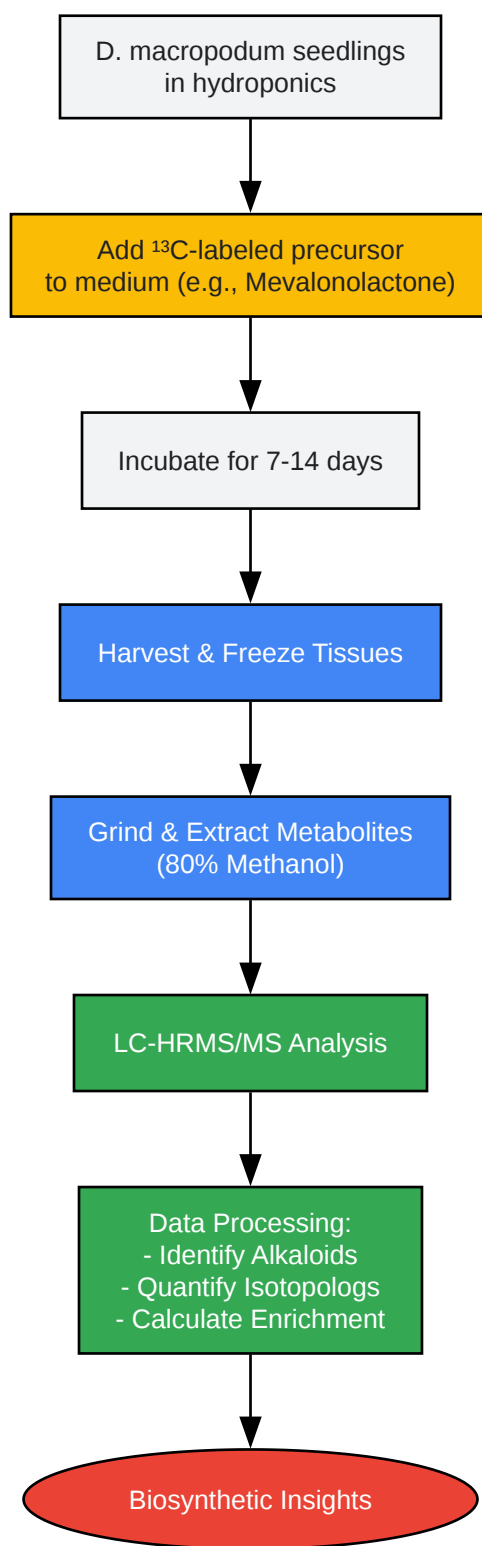 D. macropodum seedlings
in hydroponics
Add ¹³C-labeled precursor
to medium (e.g., Mevalonolactone)
Incubate for 7-14 days
Harvest & Freeze Tissues
Grind & Extract Metabolites
(80% Methanol)
LC-HRMS/MS Analysis
Data Processing:
- Identify Alkaloids
- Quantify Isotopologs
- Calculate Enrichment
Biosynthetic Insights